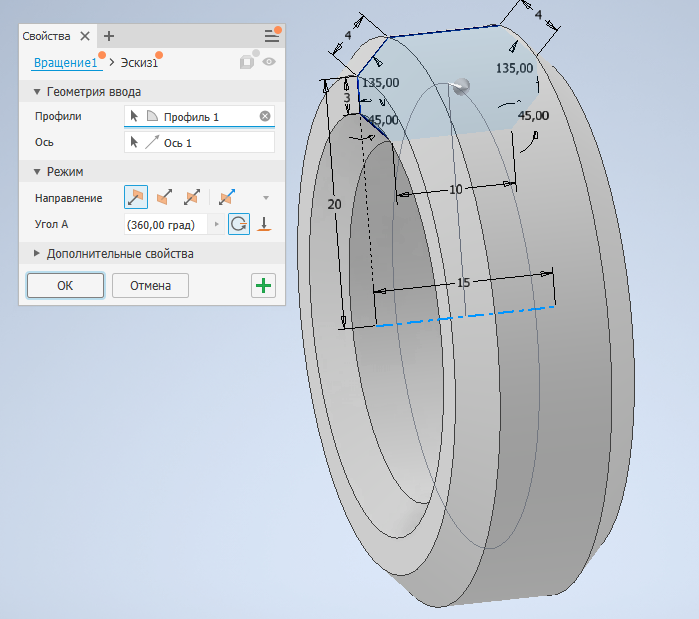 Свойства
Вращение1 > Эскиз1
Геометрия ввода
Профили Профиль 1
Ось Ось 1
Режим
Направление
Угол A (360,00 град)
Дополнительные свойства
ОК Отмена
4
4
135,00
135,00
3
45,00
45,00
10
20
15